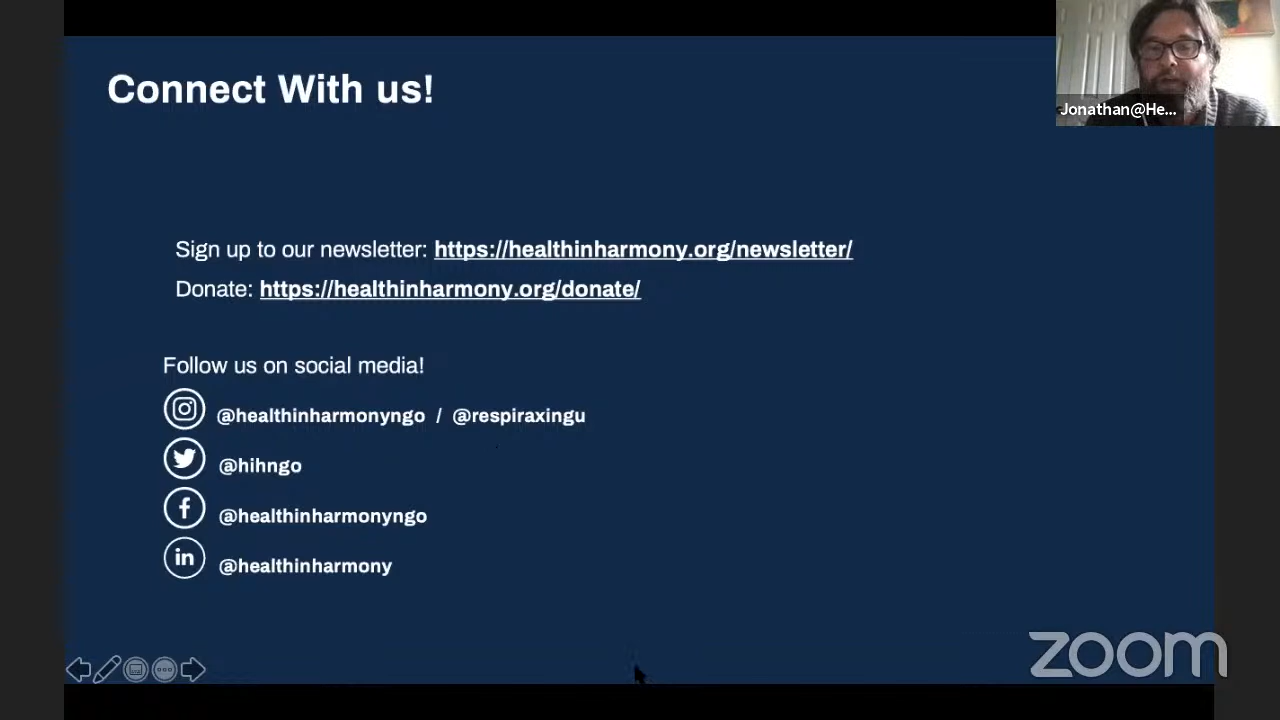 Connect With us!
Jonathan@He...
Sign up to our newsletter: https://healthinharmony.org/newsletter/
Donate: https://healthinharmony.org/donate/
Follow us on social media!
@healthinharmonyngo / @respiraxingu
@hihngo
@healthinharmonyngo
in @healthinharmony
zoom